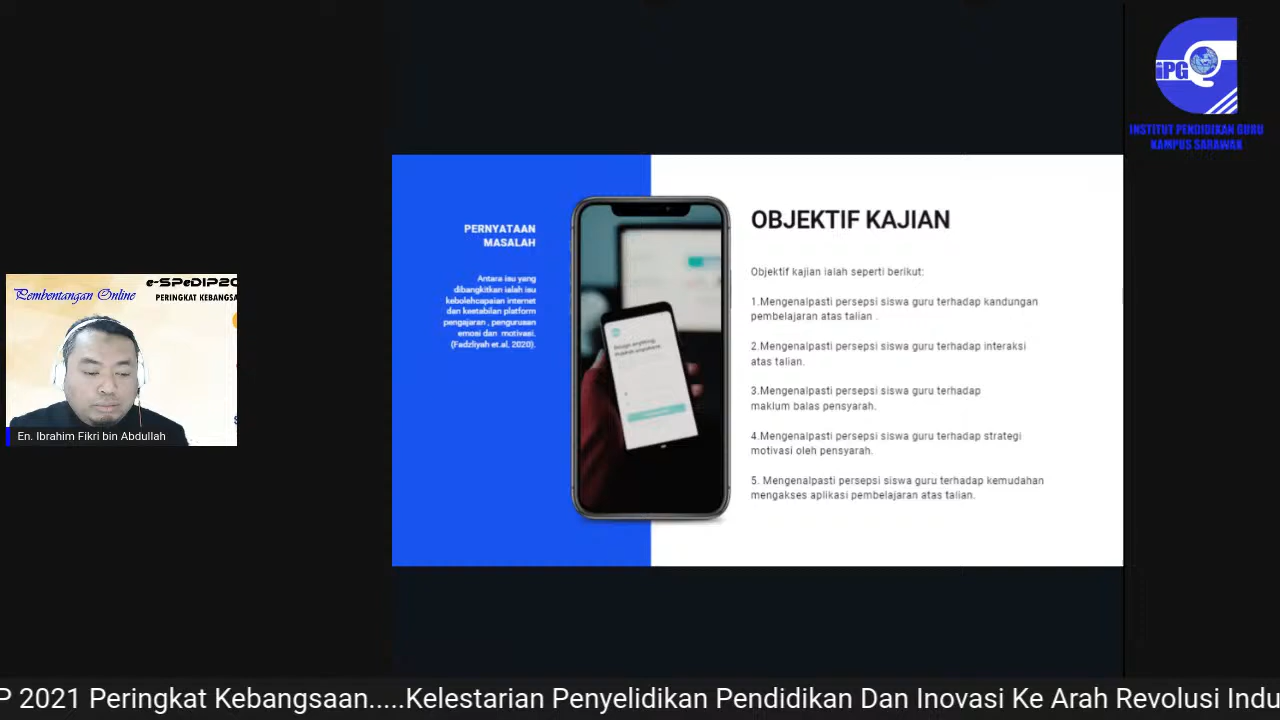 iPG
INSTITUT PENDIDIKAN GURU
KAMPUS SARAWAK
PERNYATAAN
MASALAH
Antara isu yang
dibangkitkan ialah isu
kebolehcapaian internet
dan kestabilan platform
pengajaran , pengurusan
emosi dan motivasi.
(Fadzliyah et.al, 2020).
OBJEKTIF KAJIAN
Objektif kajian ialah seperti berikut:
1.Mengenalpasti persepsi siswa guru terhadap kandungan
pembelajaran atas talian .
2.Mengenalpasti persepsi siswa guru terhadap interaksi
atas talian.
3.Mengenalpasti persepsi siswa guru terhadap
maklum balas pensyarah.
4.Mengenalpasti persepsi siswa guru terhadap strategi
motivasi oleh pensyarah.
5. Mengenalpasti persepsi siswa guru terhadap kemudahan
mengakses aplikasi pembelajaran atas talian.
e-SPeDIP20
Pembentangan Online
PERINGKAT KEBANGSA
En. Ibrahim Fikri bin Abdullah
P 2021 Peringkat Kebangsaan.....Kelestarian Penyelidikan Pendidikan Dan Inovasi Ke Arah Revolusi Indu